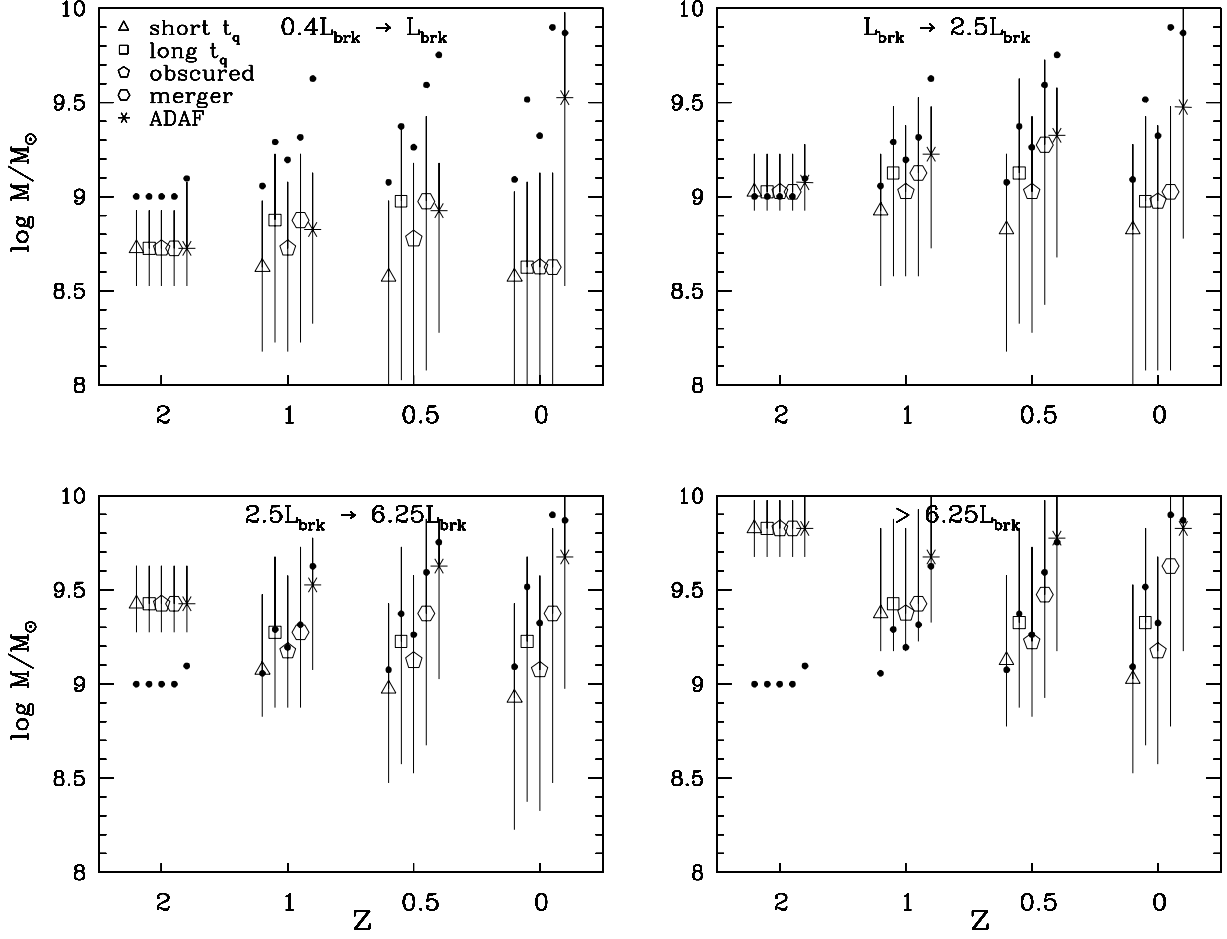 0.4L_brk → L_brk
short t_q
long t_q
obscured
merger
ADAF
log M/M⊙
10
9.5
9
8.5
8
2 1 0.5 0
L_brk → 2.5L_brk
log M/M⊙
10
9.5
9
8.5
8
2 1 0.5 0
2.5L_brk → 6.25L_brk
log M/M⊙
10
9.5
9
8.5
8
2 1 0.5 0
Z
> 6.25L_brk
log M/M⊙
10
9.5
9
8.5
8
2 1 0.5 0
Z